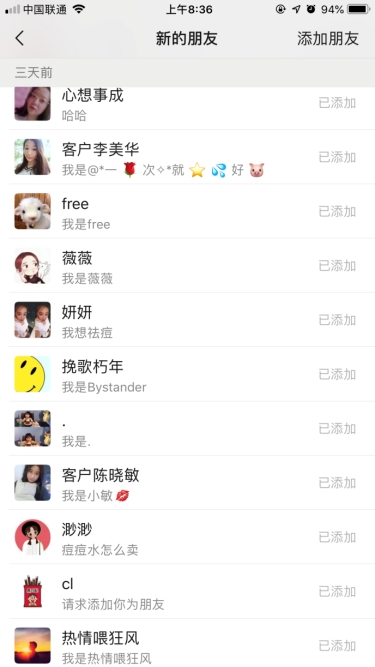 中国联通
上午8:36
94%
新的朋友
添加朋友
三天前
心想事成
哈哈
已添加
客户李美华
我是@*一 🌹 次✧*就 ⭐ 💦 好 🐷
已添加
free
我是free
已添加
薇薇
我是薇薇
已添加
妍妍
我想祛痘
已添加
挽歌朽年
我是Bystander
已添加
.
我是.
已添加
客户陈晓敏
我是小敏💋
已添加
渺渺
痘痘水怎么卖
已添加
cl
请求添加你为朋友
已添加
热情喂狂风
我是热情喂狂风
已添加